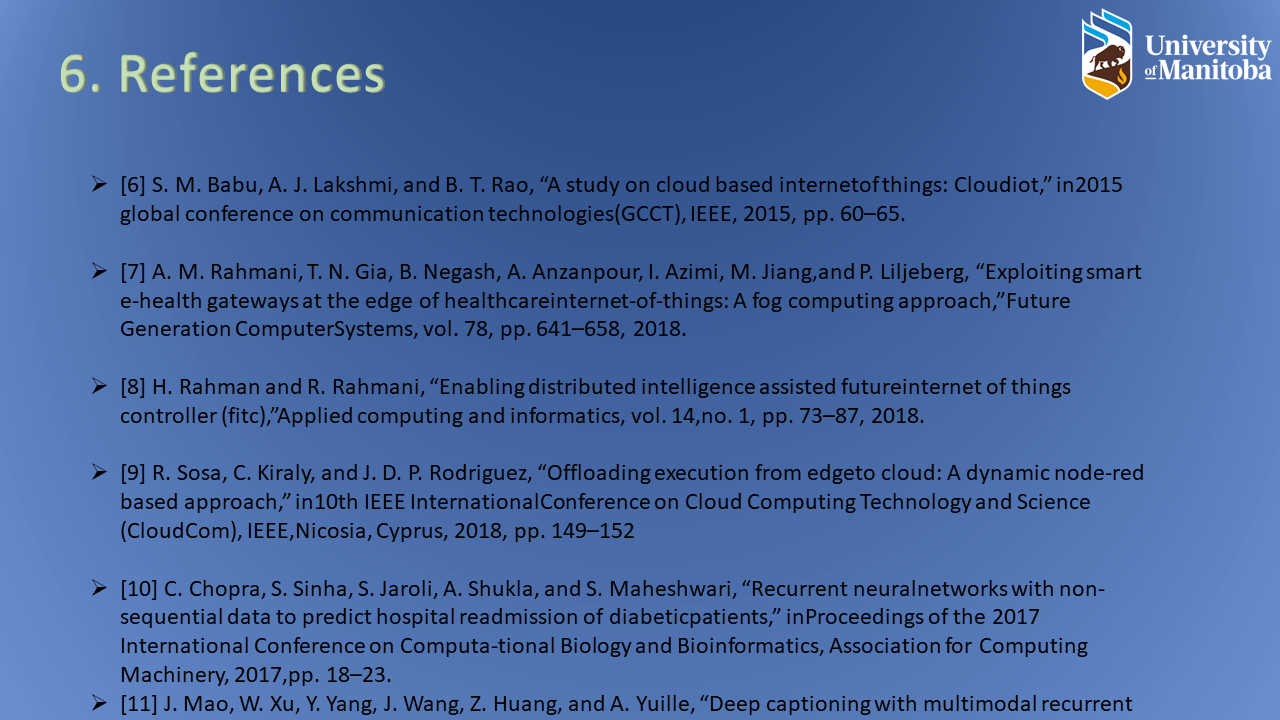 6. References
University
of Manitoba
➢ [6] S. M. Babu, A. J. Lakshmi, and B. T. Rao, “A study on cloud based internetofthings: Cloudiot,” in2015
global conference on communication technologies(GCCT), IEEE, 2015, pp. 60–65.
➢ [7] A. M. Rahmani, T. N. Gia, B. Negash, A. Anzanpour, I. Azimi, M. Jiang,and P. Liljeberg, “Exploiting smart
e-health gateways at the edge of healthcareinternet-of-things: A fog computing approach,”Future
Generation ComputerSystems, vol. 78, pp. 641–658, 2018.
➢ [8] H. Rahman and R. Rahmani, “Enabling distributed intelligence assisted futureinternet of things
controller (fitc),”Applied computing and informatics, vol. 14,no. 1, pp. 73–87, 2018.
➢ [9] R. Sosa, C. Kiraly, and J. D. P. Rodriguez, “Offloading execution from edgeto cloud: A dynamic node-red
based approach,” in10th IEEE InternationalConference on Cloud Computing Technology and Science
(CloudCom), IEEE,Nicosia, Cyprus, 2018, pp. 149–152
➢ [10] C. Chopra, S. Sinha, S. Jaroli, A. Shukla, and S. Maheshwari, “Recurrent neuralnetworks with non-
sequential data to predict hospital readmission of diabeticpatients,” inProceedings of the 2017
International Conference on Computa-tional Biology and Bioinformatics, Association for Computing
Machinery, 2017,pp. 18–23.
➢ [11] J. Mao, W. Xu, Y. Yang, J. Wang, Z. Huang, and A. Yuille, “Deep captioning with multimodal recurrent